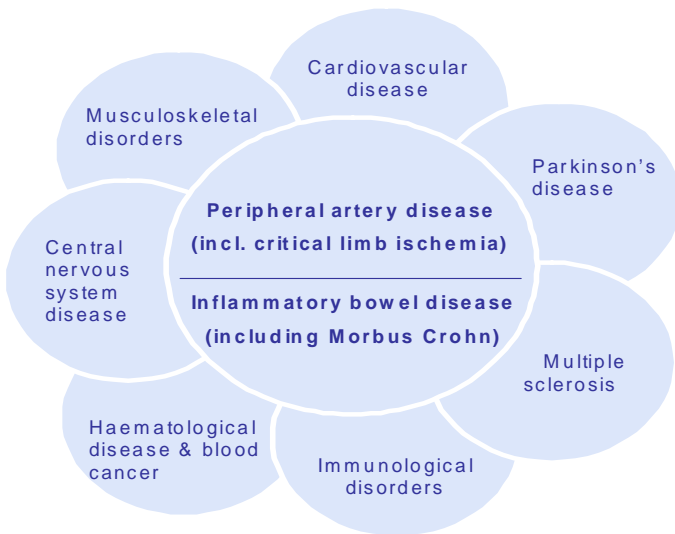 Cardiovascular
disease
Musculoskeletal
disorders
Parkinson's
disease
Peripheral artery disease
(incl. critical limb ischemia)
Inflammatory bowel disease
(including Morbus Crohn)
Central
nervous
system
disease
Multiple
sclerosis
Haematological
disease & blood
cancer
Immunological
disorders